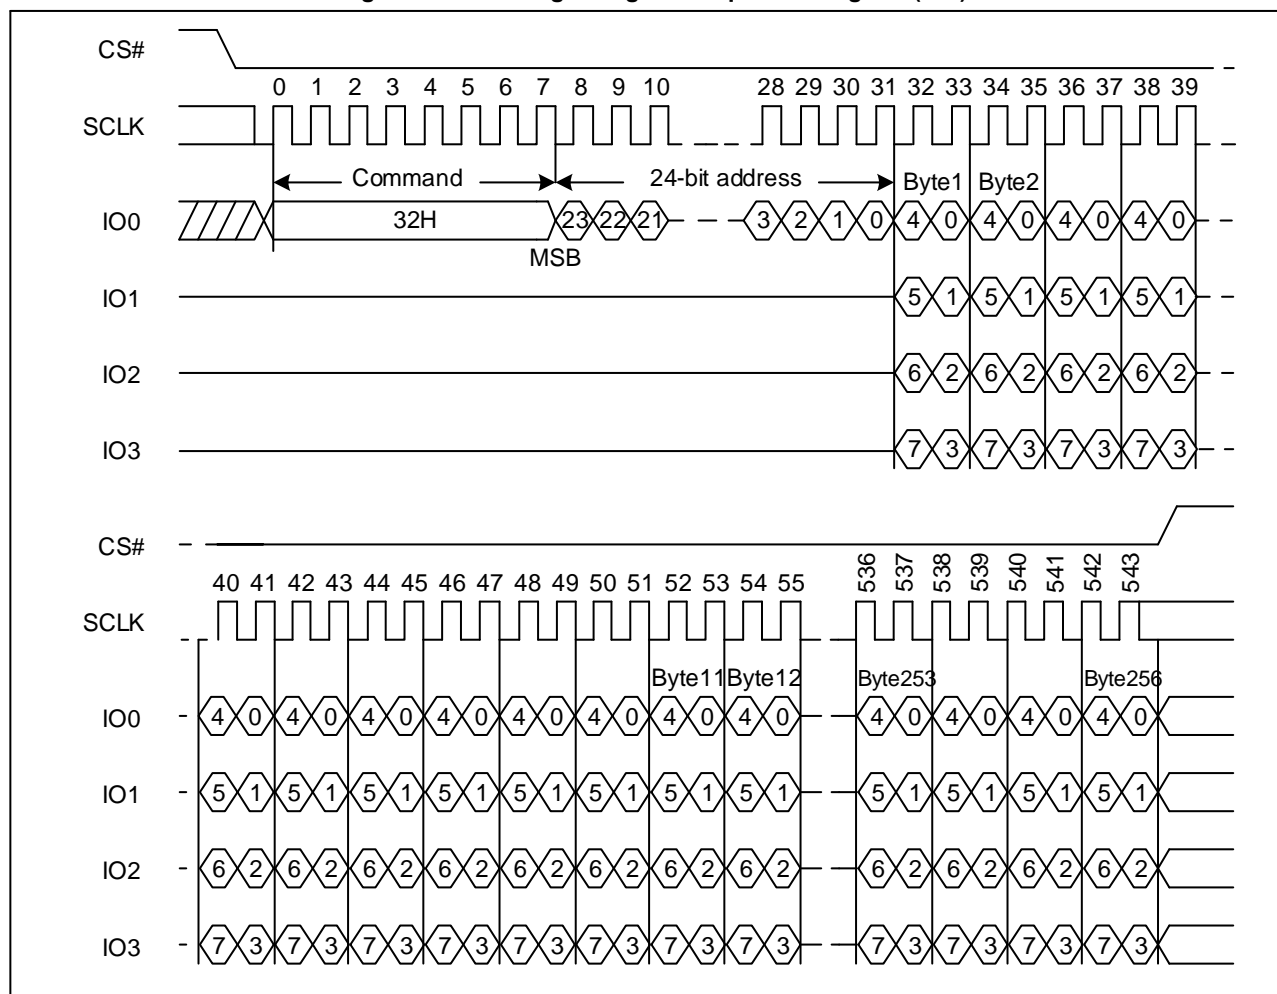 CS#
0 1 2 3 4 5 6 7 8 9 10 28 29 30 31 32 33 34 35 36 37 38 39
SCLK
Command 24-bit address Byte1 Byte2
IO0 32H 23 22 21 3 2 1 0 4 0 4 0 4 0 4 0
MSB
IO1 5 1 5 1 5 1 5 1
IO2 6 2 6 2 6 2 6 2
IO3 7 3 7 3 7 3 7 3
CS#
40 41 42 43 44 45 46 47 48 49 50 51 52 53 54 55 536 537 538 539 540 541 542 543
SCLK
Byte11 Byte12 Byte253 Byte256
IO0 4 0 4 0 4 0 4 0 4 0 4 0 4 0 4 0 4 0 4 0 4 0 4 0
IO1 5 1 5 1 5 1 5 1 5 1 5 1 5 1 5 1 5 1 5 1 5 1 5 1
IO2 6 2 6 2 6 2 6 2 6 2 6 2 6 2 6 2 6 2 6 2 6 2 6 2
IO3 7 3 7 3 7 3 7 3 7 3 7 3 7 3 7 3 7 3 7 3 7 3 7 3